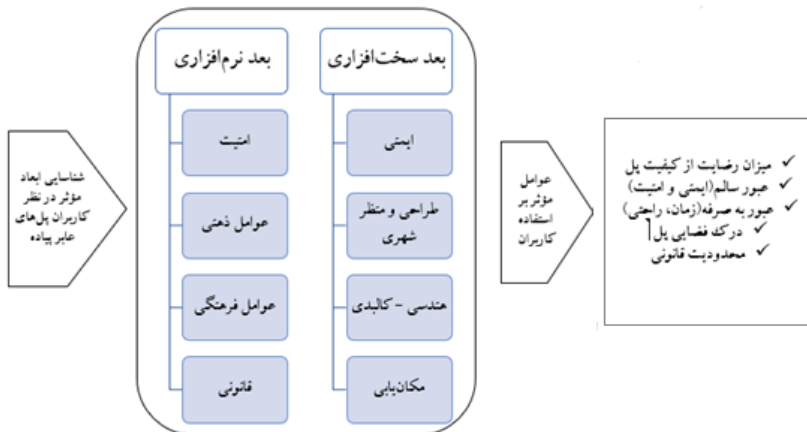 بعد سخت‌افزاری
ایمنی
طراحی و منظر
شهری
هندسی - کالبدی
مکان‌یابی
بعد نرم‌افزاری
امنیت
عوامل ذهنی
عوامل فرهنگی
قانونی
شناسایی ابعاد
مؤثر در نظر
کاربران پل‌های
عابر پیاده
عوامل
مؤثر بر
استفاده
کاربران
✓ میزان رضایت از کیفیت پل
✓ عبور سالم(ایمنی و امنیت)
✓ عبور به صرفه(زمان، راحتی)
✓ درک فضایی پل
✓ محدودیت قانونی